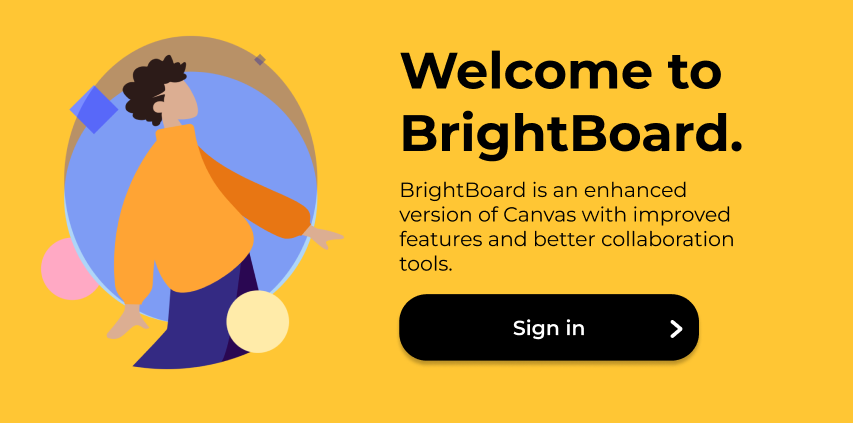 Welcome to
BrightBoard.
BrightBoard is an enhanced
version of Canvas with improved
features and better collaboration
tools.
Sign in